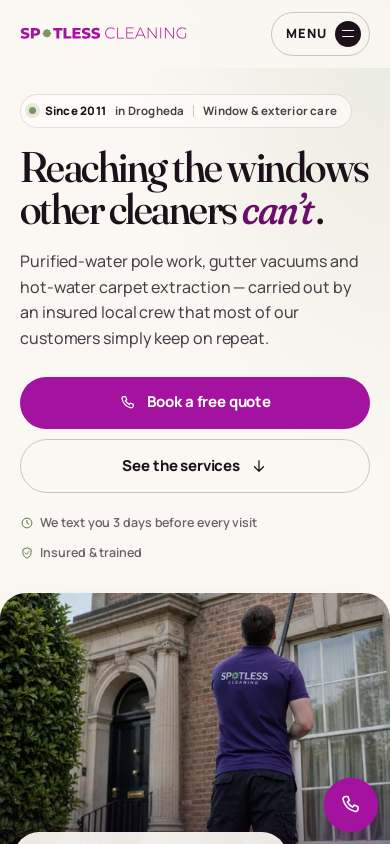 SPOTLESS CLEANING
MENU
Since 2011 in Drogheda Window & exterior care
Reaching the windows
other cleaners can't.
Purified-water pole work, gutter vacuums and
hot-water carpet extraction — carried out by
an insured local crew that most of our
customers simply keep on repeat.
Book a free quote
See the services
We text you 3 days before every visit
Insured & trained
SPOTLESS
CLEANING